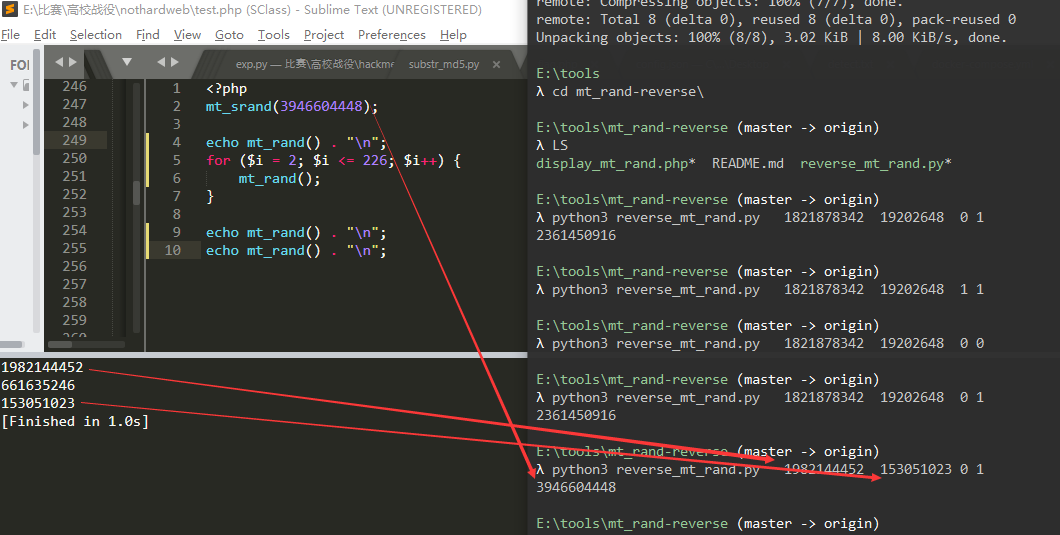 E:\比赛\高校战役\nothardweb\test.php (SClass) - Sublime Text (UNREGISTERED)
File Edit Selection Find View Goto Tools Project Preferences Help
FO
exp.py — 比赛\高校战役\hackme
substr_md5.py ×
246
247
248
249
250
251
252
253
254
255
256
257
258
259
260
1 <?php
2 mt_srand(3946604448);
3
4 echo mt_rand() . "\n";
5 for ($i = 2; $i <= 226; $i++) {
6 mt_rand();
7 }
8
9 echo mt_rand() . "\n";
10 echo mt_rand() . "\n";
1982144452
661635246
153051023
[Finished in 1.0s]
remote: Compressing objects: 100% (7/7), done.
remote: Total 8 (delta 0), reused 8 (delta 0), pack-reused 0
Unpacking objects: 100% (8/8), 3.02 KiB | 8.00 KiB/s, done.
E:\tools
λ cd mt_rand-reverse\
E:\tools\mt_rand-reverse (master -> origin)
λ LS
display_mt_rand.php* README.md reverse_mt_rand.py*
E:\tools\mt_rand-reverse (master -> origin)
λ python3 reverse_mt_rand.py 1821878342 19202648 0 1
2361450916
E:\tools\mt_rand-reverse (master -> origin)
λ python3 reverse_mt_rand.py 1821878342 19202648 1 1
E:\tools\mt_rand-reverse (master -> origin)
λ python3 reverse_mt_rand.py 1821878342 19202648 0 0
E:\tools\mt_rand-reverse (master -> origin)
λ python3 reverse_mt_rand.py 1821878342 19202648 0 1
2361450916
E:\tools\mt_rand-reverse (master -> origin)
λ python3 reverse_mt_rand.py 1982144452 153051023 0 1
3946604448
E:\tools\mt_rand-reverse (master -> origin)